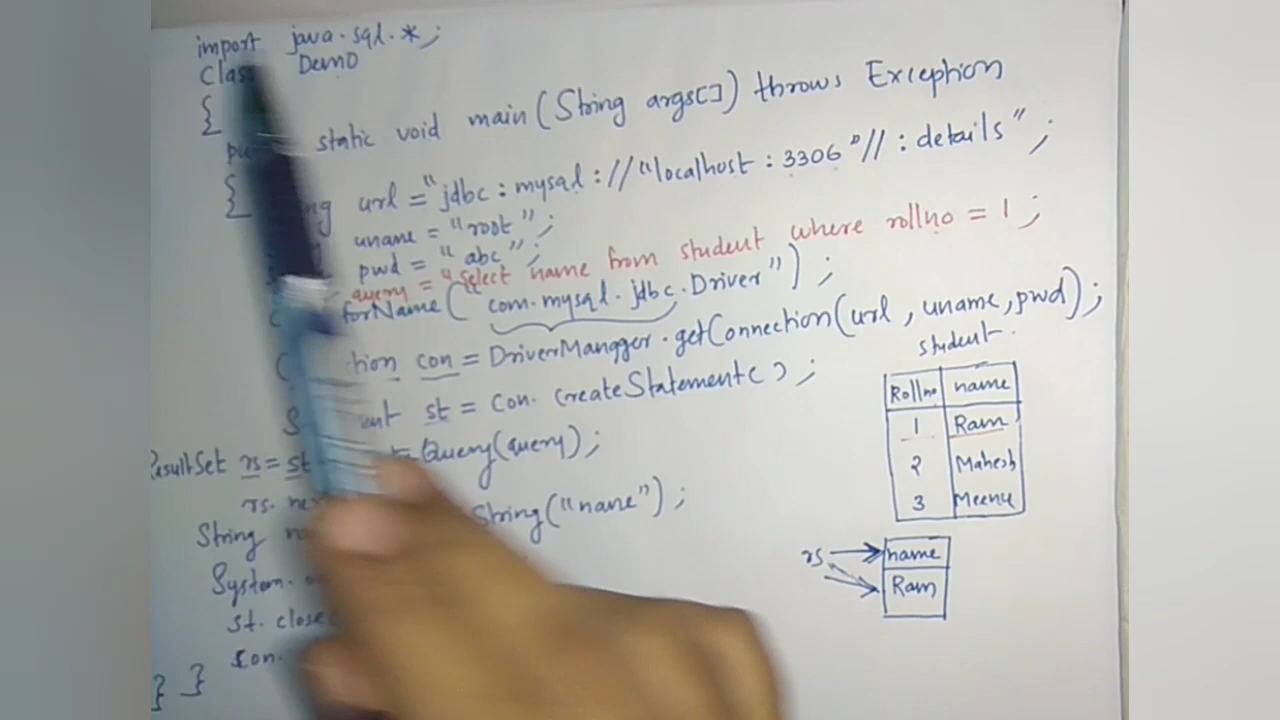 import java.sql.*;
Class Demo
{
static void main(String args[]) throws Exception
{
url = "jdbc:mysql://"localhost:3306"//:details";
uname = "root";
pwd = "abc";
query = "select name from student where rollno = 1;
forName("com.mysql.jdbc.Driver");
con = DriverMangger.getConnection(url, uname, pwd);
st = con.createStatement();
ResultSet rs = st Query(query);
rs.
String String("name");
System.
st. close
con.
} }
student
Rollno name
1 Ram
2 Mahesh
3 Meenu
rs name
Ram